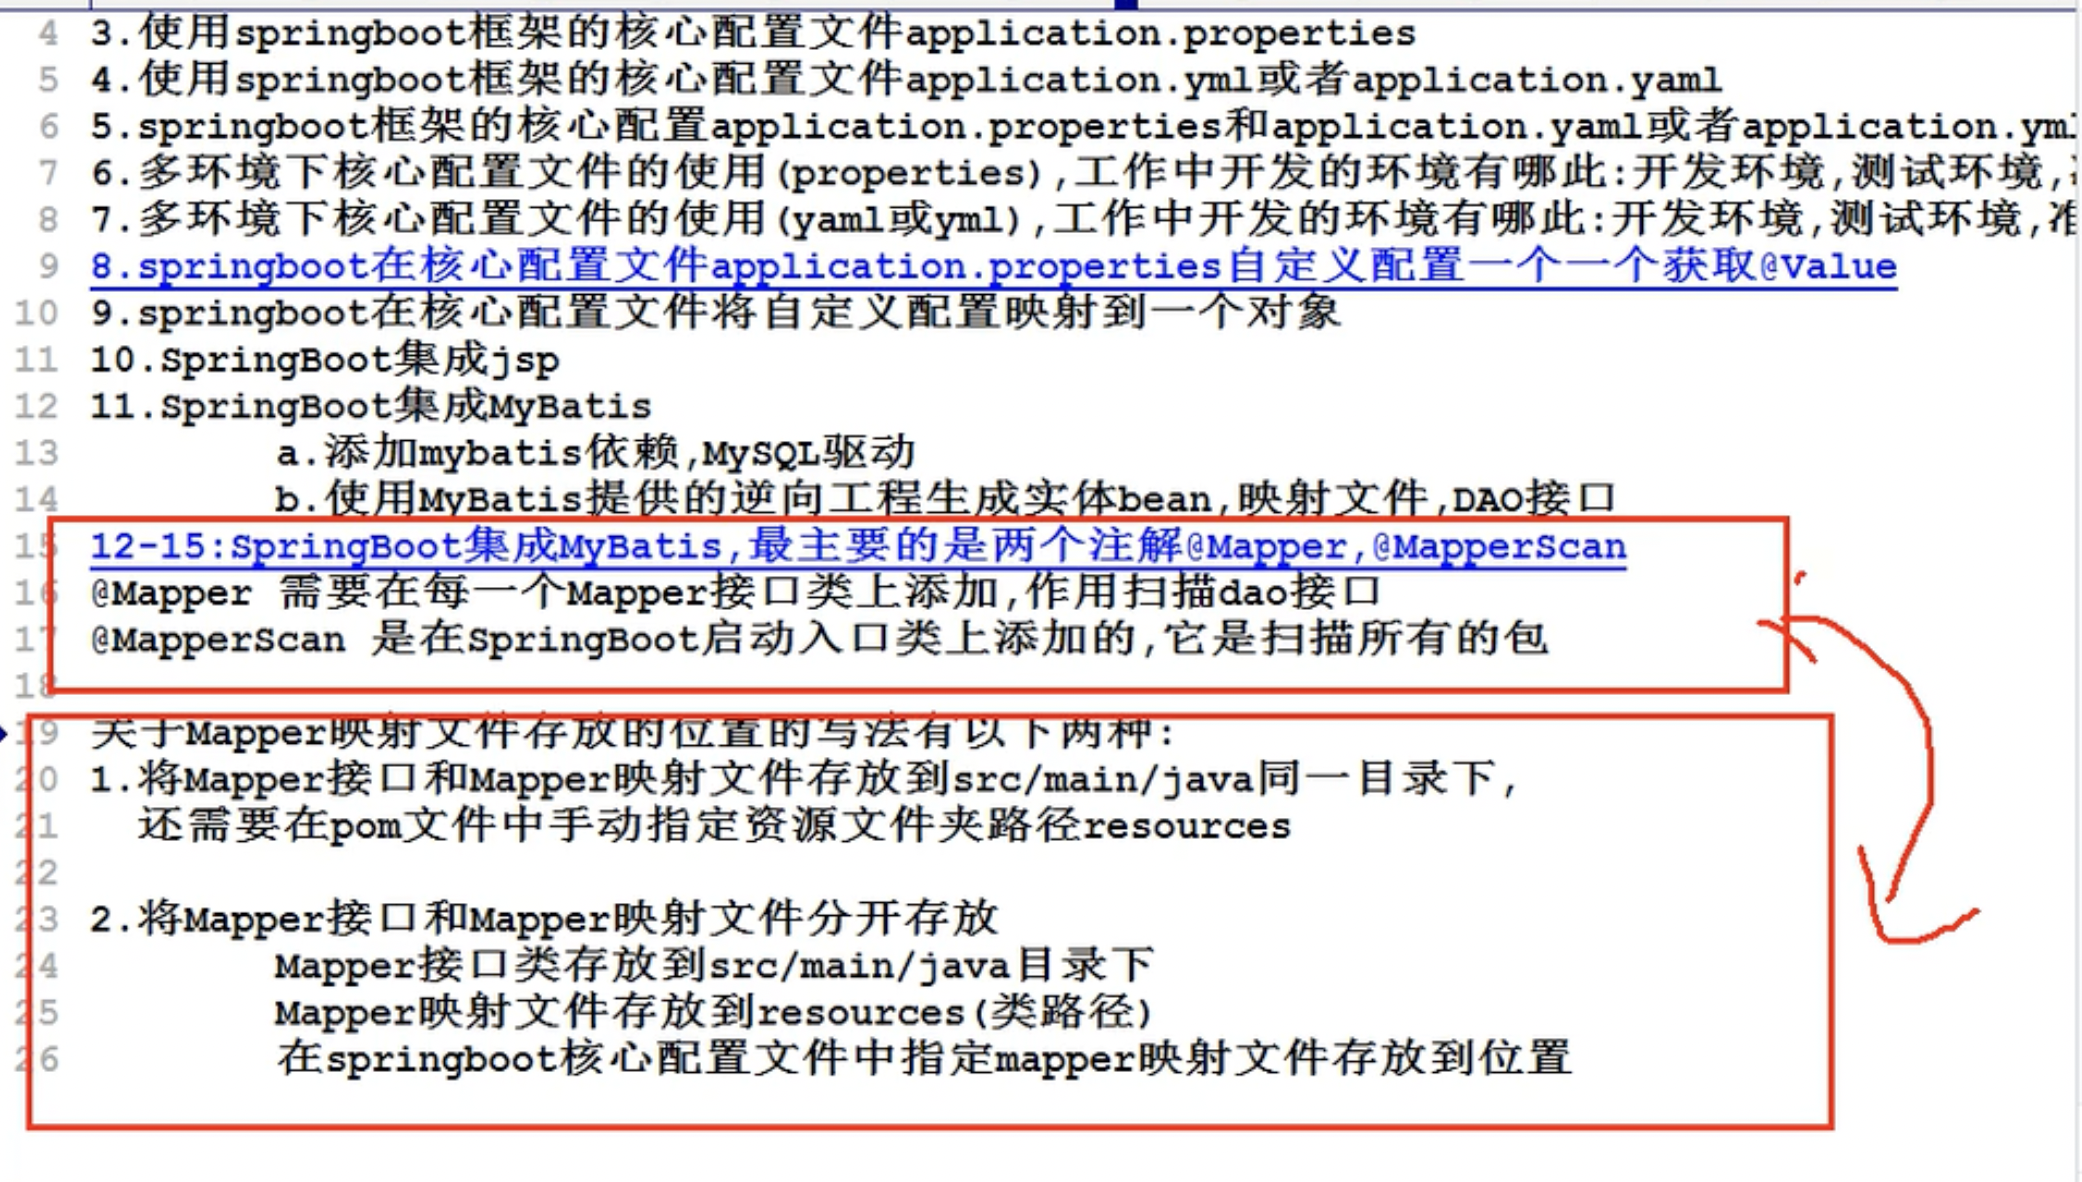 4 3.使用springboot框架的核心配置文件application.properties
5 4.使用springboot框架的核心配置文件application.yml或者application.yaml
6 5.springboot框架的核心配置application.properties和application.yaml或者application.yml
7 6.多环境下核心配置文件的使用(properties),工作中开发的环境有哪此:开发环境,测试环境,
8 7.多环境下核心配置文件的使用(yaml或yml),工作中开发的环境有哪此:开发环境,测试环境,准
9 8.springboot在核心配置文件application.properties自定义配置一个一个获取@Value
10 9.springboot在核心配置文件将自定义配置映射到一个对象
11 10.SpringBoot集成jsp
12 11.SpringBoot集成MyBatis
13 a.添加mybatis依赖,MySQL驱动
14 b.使用MyBatis提供的逆向工程生成实体bean,映射文件,DAO接口
15 12-15:SpringBoot集成MyBatis,最主要的是两个注解@Mapper,@MapperScan
16 @Mapper 需要在每一个Mapper接口类上添加,作用扫描dao接口
17 @MapperScan 是在SpringBoot启动入口类上添加的,它是扫描所有的包
18
19 关于Mapper映射文件存放的位置的写法有以下两种:
20 1.将Mapper接口和Mapper映射文件存放到src/main/java同一目录下,
21 还需要在pom文件中手动指定资源文件夹路径resources
22
23 2.将Mapper接口和Mapper映射文件分开存放
24 Mapper接口类存放到src/main/java目录下
25 Mapper映射文件存放到resources(类路径)
26 在springboot核心配置文件中指定mapper映射文件存放到位置